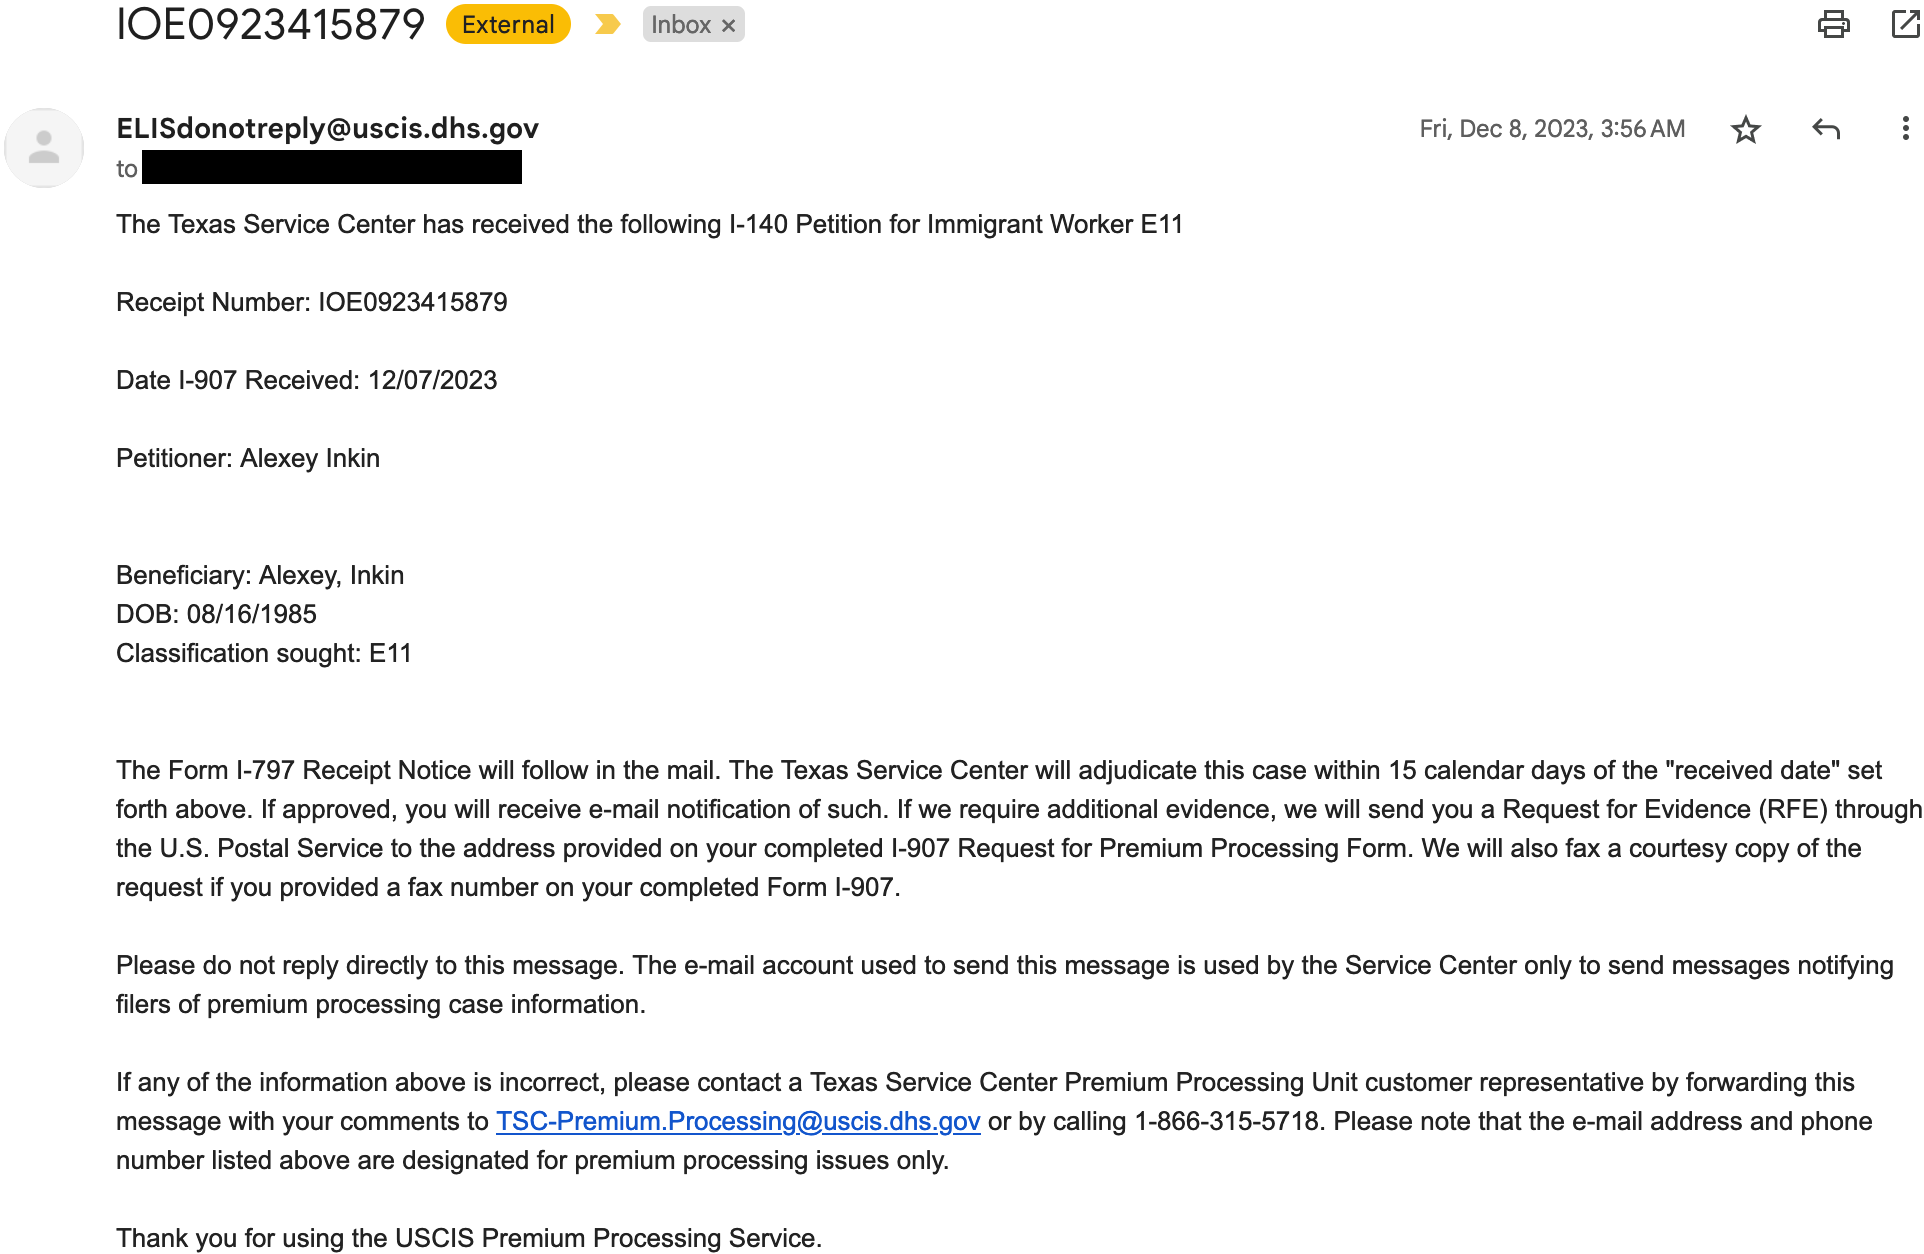 IOE0923415879 External Inbox ×
ELISdonotreply@uscis.dhs.gov Fri, Dec 8, 2023, 3:56 AM
to
The Texas Service Center has received the following I-140 Petition for Immigrant Worker E11
Receipt Number: IOE0923415879
Date I-907 Received: 12/07/2023
Petitioner: Alexey Inkin
Beneficiary: Alexey, Inkin
DOB: 08/16/1985
Classification sought: E11
The Form I-797 Receipt Notice will follow in the mail. The Texas Service Center will adjudicate this case within 15 calendar days of the "received date" set
forth above. If approved, you will receive e-mail notification of such. If we require additional evidence, we will send you a Request for Evidence (RFE) through
the U.S. Postal Service to the address provided on your completed I-907 Request for Premium Processing Form. We will also fax a courtesy copy of the
request if you provided a fax number on your completed Form I-907.
Please do not reply directly to this message. The e-mail account used to send this message is used by the Service Center only to send messages notifying
filers of premium processing case information.
If any of the information above is incorrect, please contact a Texas Service Center Premium Processing Unit customer representative by forwarding this
message with your comments to TSC-Premium.Processing@uscis.dhs.gov or by calling 1-866-315-5718. Please note that the e-mail address and phone
number listed above are designated for premium processing issues only.
Thank you for using the USCIS Premium Processing Service.